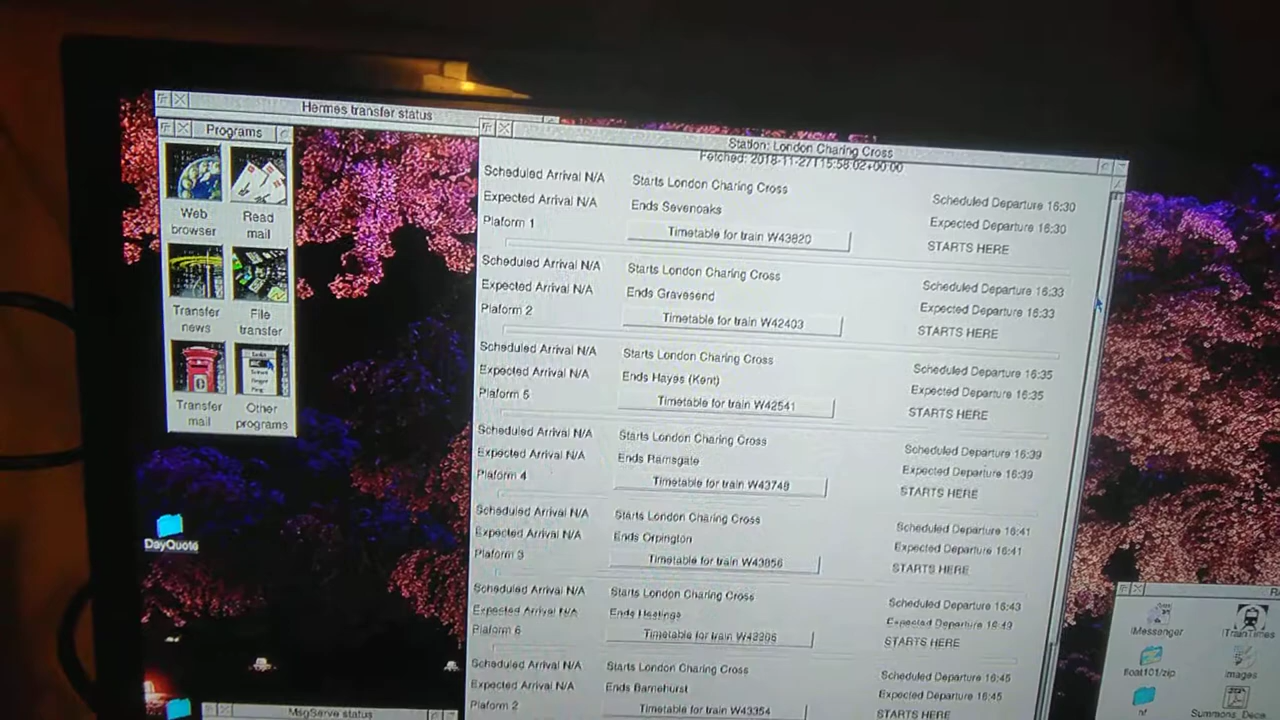 Hermes transfer status
Programs
Web
browser
Read
mail
Transfer
news
File
transfer
Transfer
mail
Other
programs
DayQuote
MsgServe status
Station: London Charing Cross
Fetched: 2018-11-27T15:58:02+00:00
Scheduled Arrival N/A Starts London Charing Cross Scheduled Departure 16:30
Expected Arrival N/A Ends Sevenoaks Expected Departure 16:30
Plaform 1 Timetable for train W43820 STARTS HERE
Scheduled Arrival N/A Starts London Charing Cross Scheduled Departure 16:33
Expected Arrival N/A Ends Gravesend Expected Departure 16:33
Plaform 2 Timetable for train W42403 STARTS HERE
Scheduled Arrival N/A Starts London Charing Cross Scheduled Departure 16:35
Expected Arrival N/A Ends Hayes (Kent) Expected Departure 16:35
Plaform 5 Timetable for train W42541 STARTS HERE
Scheduled Arrival N/A Starts London Charing Cross Scheduled Departure 16:39
Expected Arrival N/A Ends Ramsgate Expected Departure 16:39
Plaform 4 Timetable for train W43748 STARTS HERE
Scheduled Arrival N/A Starts London Charing Cross Scheduled Departure 16:41
Expected Arrival N/A Ends Orpington Expected Departure 16:41
Plaform 3 Timetable for train W43856 STARTS HERE
Scheduled Arrival N/A Starts London Charing Cross Scheduled Departure 16:43
Expected Arrival N/A Ends Hastings Expected Departure 16:43
Plaform 6 Timetable for train STARTS HERE
Scheduled Arrival N/A Starts London Charing Cross Scheduled Departure 16:45
Expected Arrival N/A Ends Barnehurst Expected Departure 16:45
Plaform 2 Timetable for train W43354 STARTS HERE
!Messenger !TrainTimes
float101/zip images
Summons_Deco